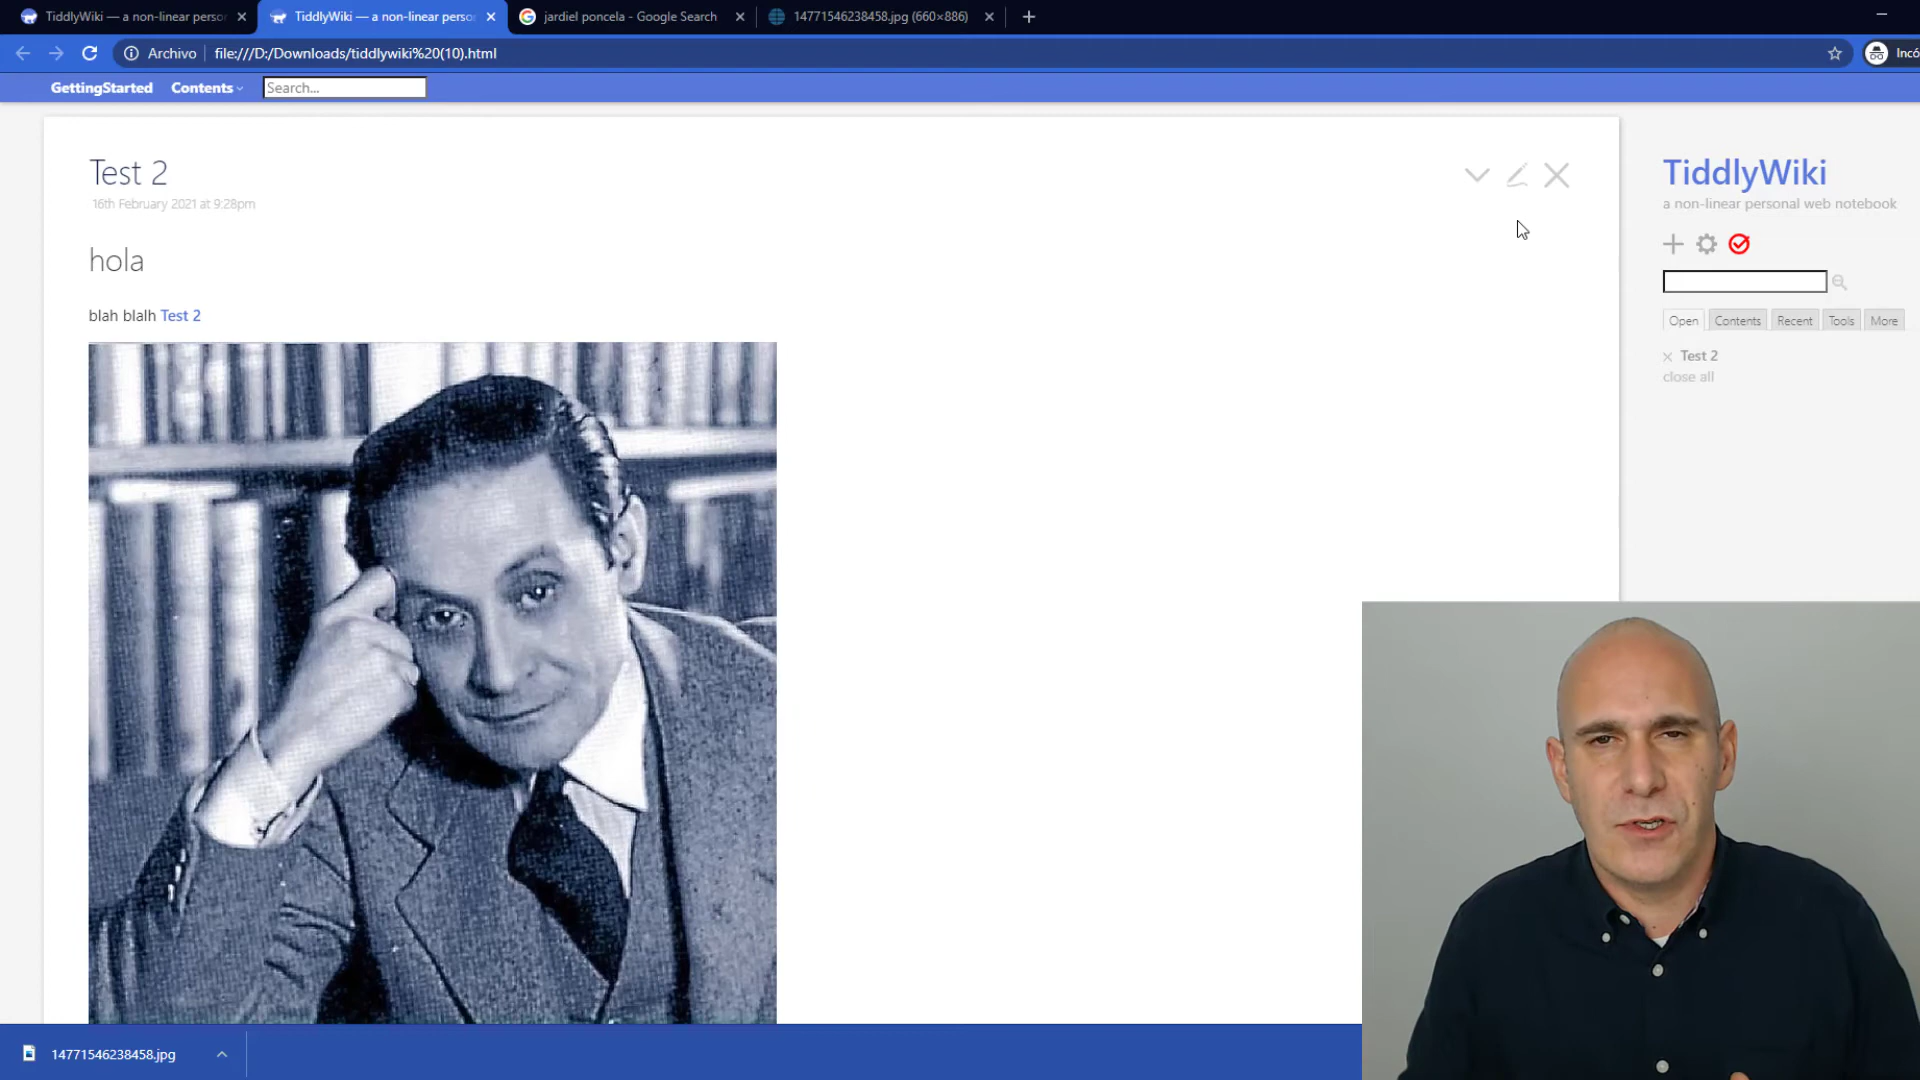 TiddlyWiki — a non-linear perso
TiddlyWiki — a non-linear perso
jardiel poncela - Google Search
14771546238458.jpg (660×886)
Archivo
file:///D:/Downloads/tiddlywiki%20(10).html
Incó
GettingStarted
Contents
Search...
Test 2
16th February 2021 at 9:28pm
hola
blah blalh Test 2
TiddlyWiki
a non-linear personal web notebook
Open
Contents
Recent
Tools
More
Test 2
close all
14771546238458.jpg